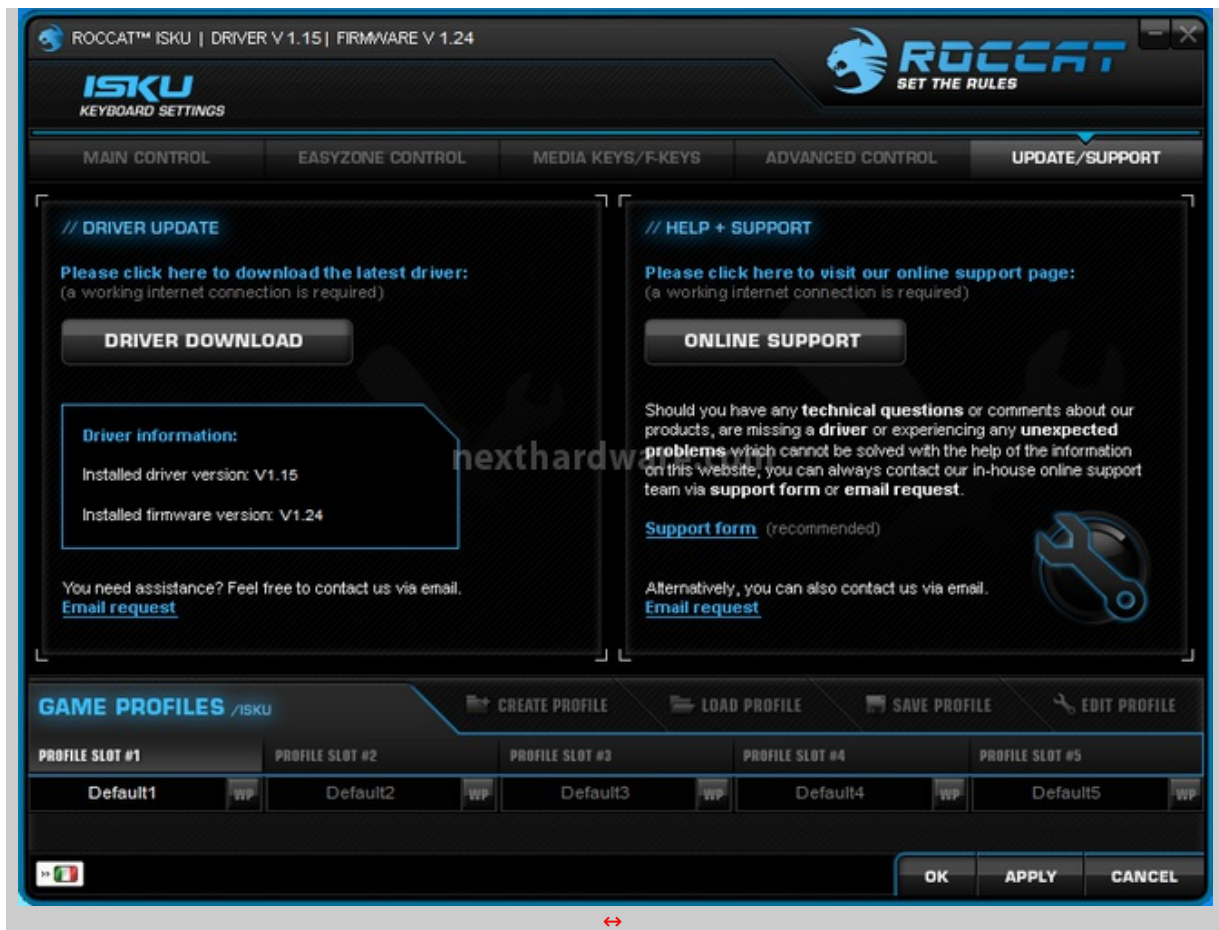 ROCCAT™ ISKU | DRIVER V 1.15 | FIRMWARE V 1.24
ROCCAT
SET THE RULES
ISKU
KEYBOARD SETTINGS
MAIN CONTROL
EASYZONE CONTROL
MEDIA KEYS/F-KEYS
ADVANCED CONTROL
UPDATE/SUPPORT
// DRIVER UPDATE
Please click here to download the latest driver:
(a working internet connection is required)
DRIVER DOWNLOAD
Driver information:
Installed driver version: V1.15
Installed firmware version: V1.24
You need assistance? Feel free to contact us via email.
Email request
// HELP + SUPPORT
Please click here to visit our online support page:
(a working internet connection is required)
ONLINE SUPPORT
Should you have any technical questions or comments about our
products, are missing a driver or experiencing any unexpected
problems which cannot be solved with the help of the information
on this website, you can always contact our in-house online support
team via support form or email request.
Support form (recommended)
Alternatively, you can also contact us via email.
Email request
nexthardware.com
GAME PROFILES /ISKU
CREATE PROFILE
LOAD PROFILE
SAVE PROFILE
EDIT PROFILE
PROFILE SLOT #1
PROFILE SLOT #2
PROFILE SLOT #3
PROFILE SLOT #4
PROFILE SLOT #5
Default1 WP
Default2 WP
Default3 WP
Default4 WP
Default5 WP
OK
APPLY
CANCEL